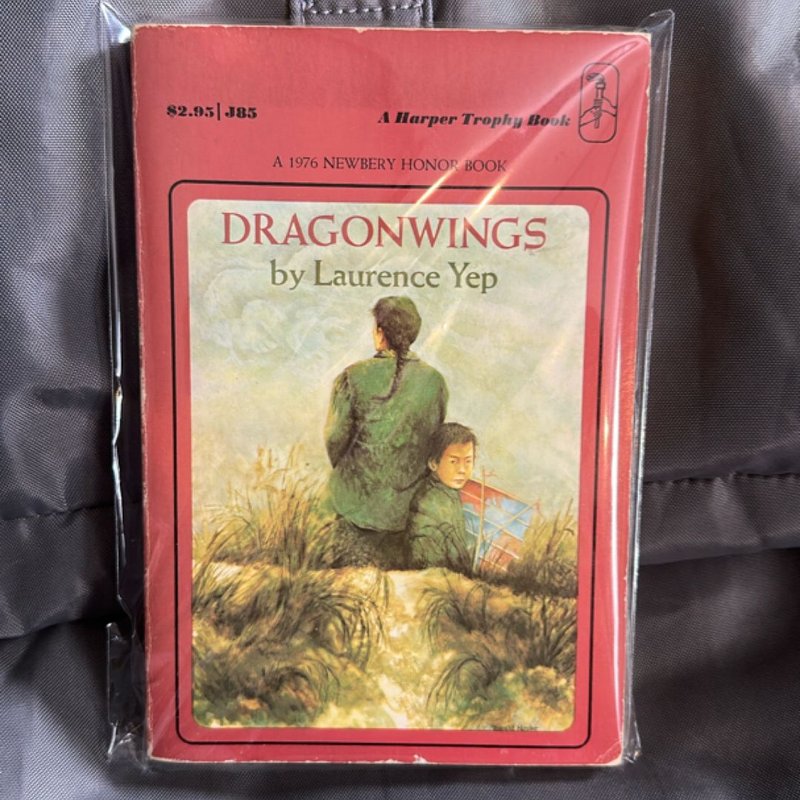 $2.95 | J85
A Harper Trophy Book
A 1976 NEWBERY HONOR BOOK
DRAGONWINGS
by Laurence Yep